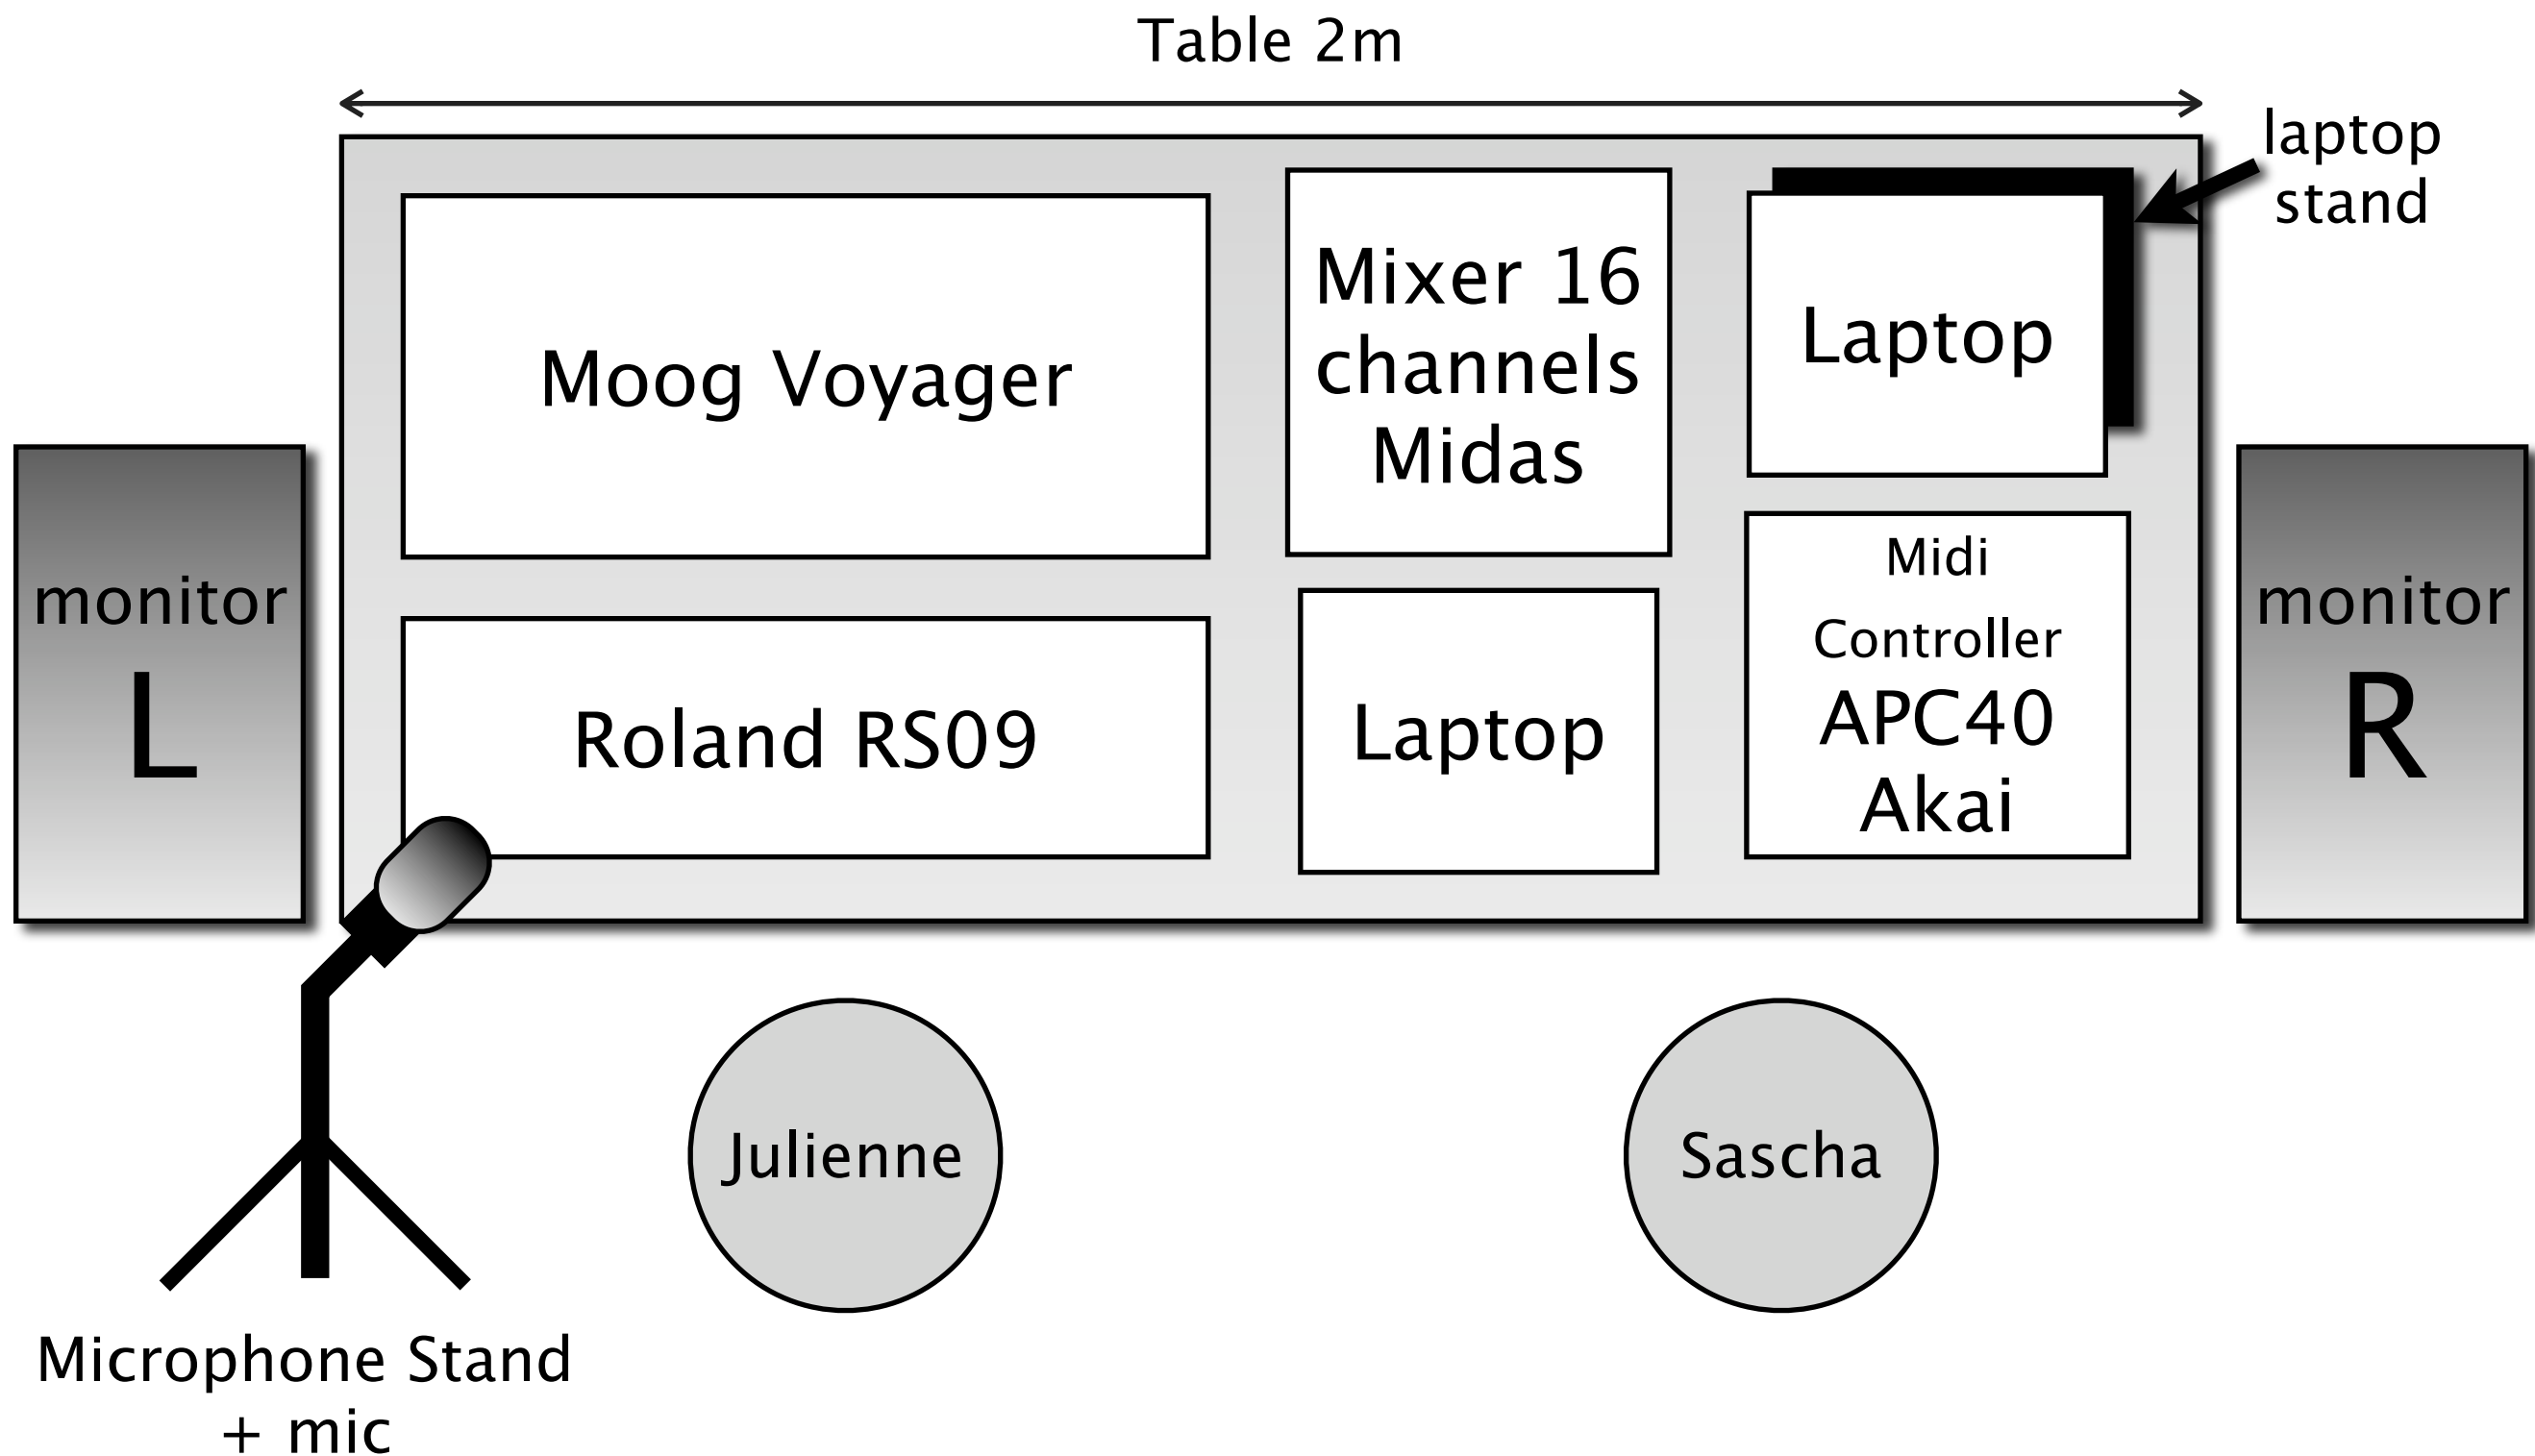 Table 2m
laptop
stand
Moog Voyager
Mixer 16
channels
Midas
Laptop
monitor
L
Roland RS09
Laptop
Midi
Controller
APC40
Akai
monitor
R
Julienne
Sascha
Microphone Stand
+ mic